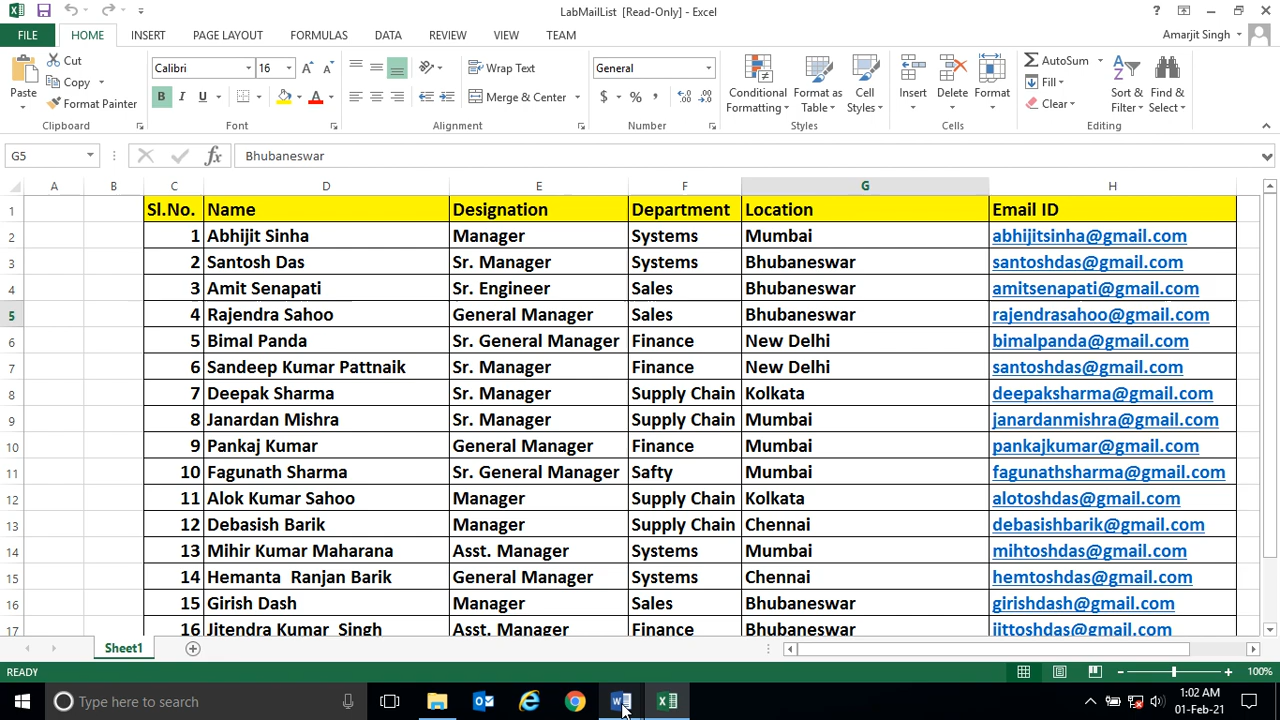 LabMailList [Read-Only] - Excel
FILE HOME INSERT PAGE LAYOUT FORMULAS DATA REVIEW VIEW TEAM Amarjit Singh
Paste Cut Copy Format Painter Clipboard
Calibri 16 B I U Font
Wrap Text Merge & Center Alignment
General $ % , Number
Conditional Formatting Format as Table Cell Styles Styles
Insert Delete Format Cells
AutoSum Fill Clear Sort & Filter Find & Select Editing
G5 fx Bhubaneswar
A B C D E F G H
1 Sl.No. Name Designation Department Location Email ID
2 1 Abhijit Sinha Manager Systems Mumbai abhijitsinha@gmail.com
3 2 Santosh Das Sr. Manager Systems Bhubaneswar santoshdas@gmail.com
4 3 Amit Senapati Sr. Engineer Sales Bhubaneswar amitsenapati@gmail.com
5 4 Rajendra Sahoo General Manager Sales Bhubaneswar rajendrasahoo@gmail.com
6 5 Bimal Panda Sr. General Manager Finance New Delhi bimalpanda@gmail.com
7 6 Sandeep Kumar Pattnaik Sr. Manager Finance New Delhi santoshdas@gmail.com
8 7 Deepak Sharma Sr. Manager Supply Chain Kolkata deepaksharma@gmail.com
9 8 Janardan Mishra Sr. Manager Supply Chain Mumbai janardanmishra@gmail.com
10 9 Pankaj Kumar General Manager Finance Mumbai pankajkumar@gmail.com
11 10 Fagunath Sharma Sr. General Manager Safty Mumbai fagunathsharma@gmail.com
12 11 Alok Kumar Sahoo Manager Supply Chain Kolkata alotoshdas@gmail.com
13 12 Debasish Barik Manager Supply Chain Chennai debasishbarik@gmail.com
14 13 Mihir Kumar Maharana Asst. Manager Systems Mumbai mihtoshdas@gmail.com
15 14 Hemanta Ranjan Barik General Manager Systems Chennai hemtoshdas@gmail.com
16 15 Girish Dash Manager Sales Bhubaneswar girishdash@gmail.com
17 16 Jitendra Kumar Singh Asst. Manager Finance Bhubaneswar jittoshdas@gmail.com
Sheet1
READY 100%
Type here to search 1:02 AM
01-Feb-21